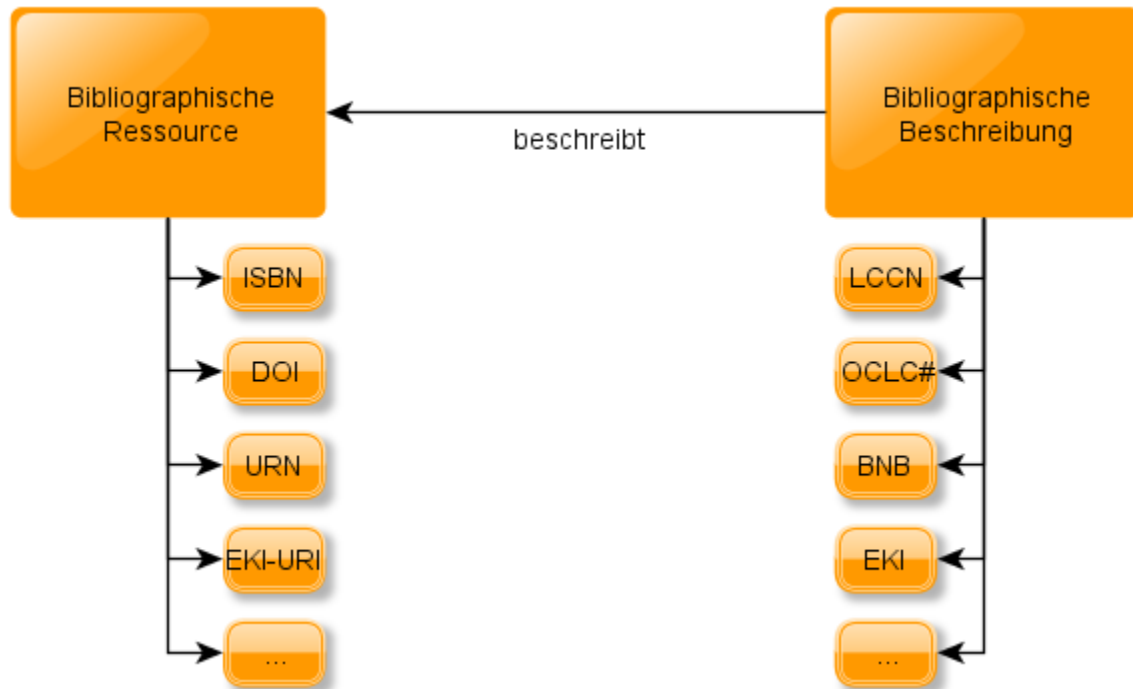 Bibliographische
Ressource
beschreibt
Bibliographische
Beschreibung
ISBN
DOI
URN
EKI-URI
...
LCCN
OCLC#
BNB
EKI
...